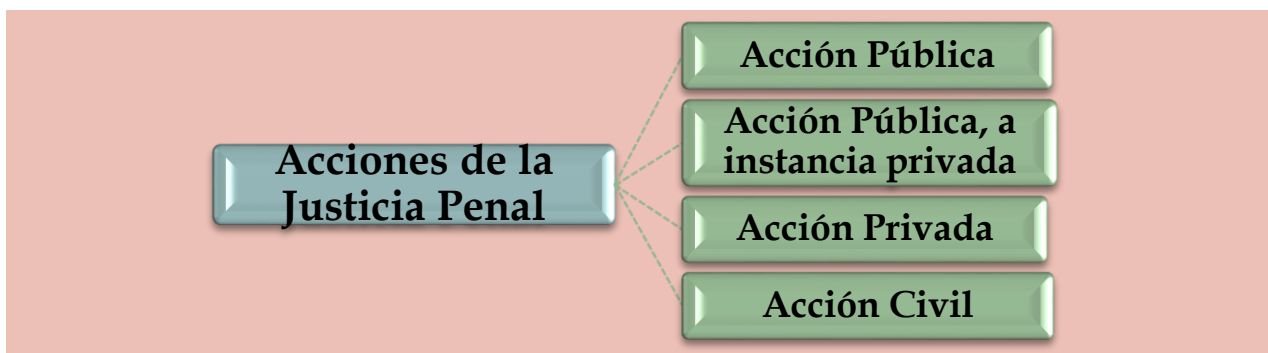 Acciones de la
Justicia Penal
Acción Pública
Acción Pública, a
instancia privada
Acción Privada
Acción Civil